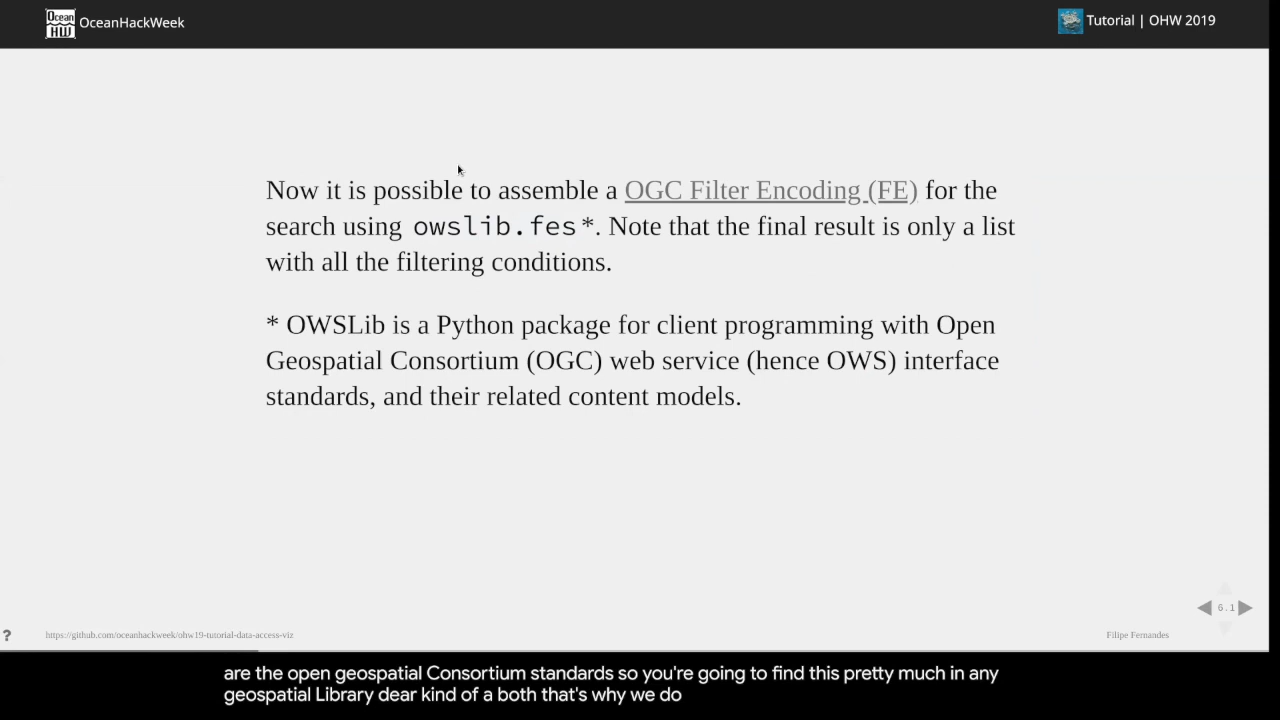 Ocean
HW
OceanHackWeek
Tutorial | OHW 2019
Now it is possible to assemble a OGC Filter Encoding (FE) for the
search using owslib.fes*. Note that the final result is only a list
with all the filtering conditions.
* OWSLib is a Python package for client programming with Open
Geospatial Consortium (OGC) web service (hence OWS) interface
standards, and their related content models.
6.1
?
https://github.com/oceanhackweek/ohw19-tutorial-data-access-viz
Filipe Fernandes
are the open geospatial Consortium standards so you're going to find this pretty much in any
geospatial Library dear kind of a both that's why we do